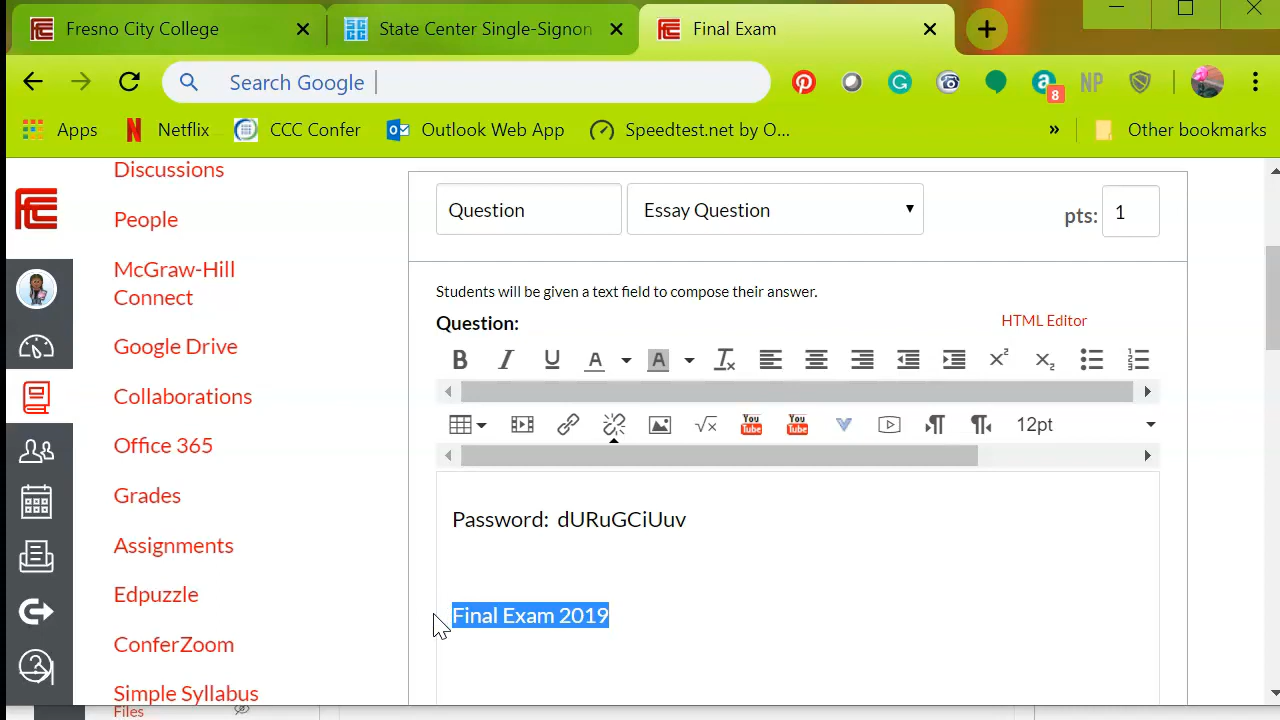 Fresno City College
State Center Single-Signon
Final Exam
Search Google
8
NP
Apps
Netflix
CCC Confer
Outlook Web App
Speedtest.net by O...
»
Other bookmarks
Discussions
People
McGraw-Hill
Connect
Google Drive
Collaborations
Office 365
Grades
Assignments
Edpuzzle
ConferZoom
Simple Syllabus
Files
Question
Essay Question
pts:
1
Students will be given a text field to compose their answer.
Question:
HTML Editor
12pt
Password: dURuGCiUuv
Final Exam 2019